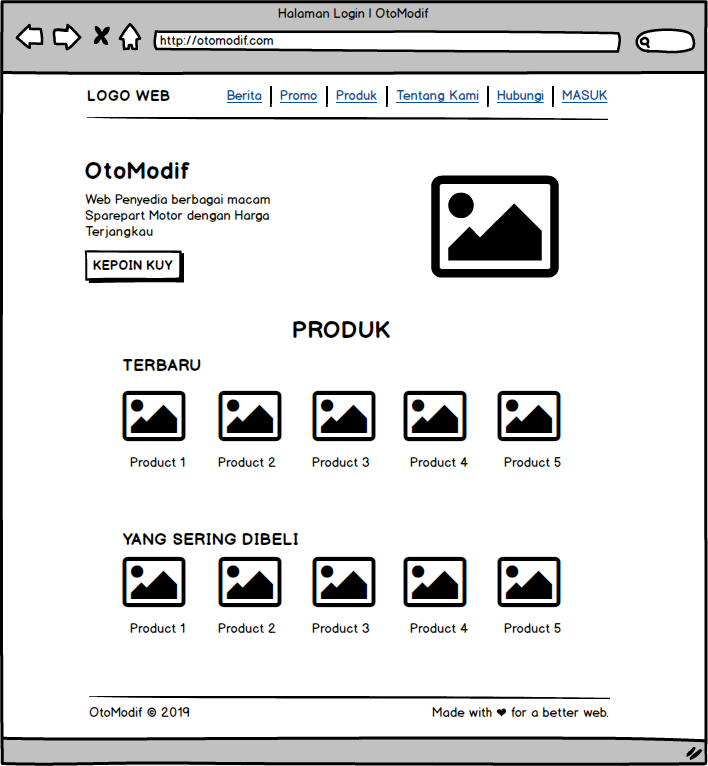 Halaman Login | OtoModif
http://otomodif.com
LOGO WEB
Berita | Promo | Produk | Tentang Kami | Hubungi | MASUK
OtoModif
Web Penyedia berbagai macam
Sparepart Motor dengan Harga
Terjangkau
KEPOIN KUY
PRODUK
TERBARU
Product 1 Product 2 Product 3 Product 4 Product 5
YANG SERING DIBELI
Product 1 Product 2 Product 3 Product 4 Product 5
OtoModif © 2019 Made with ❤ for a better web.